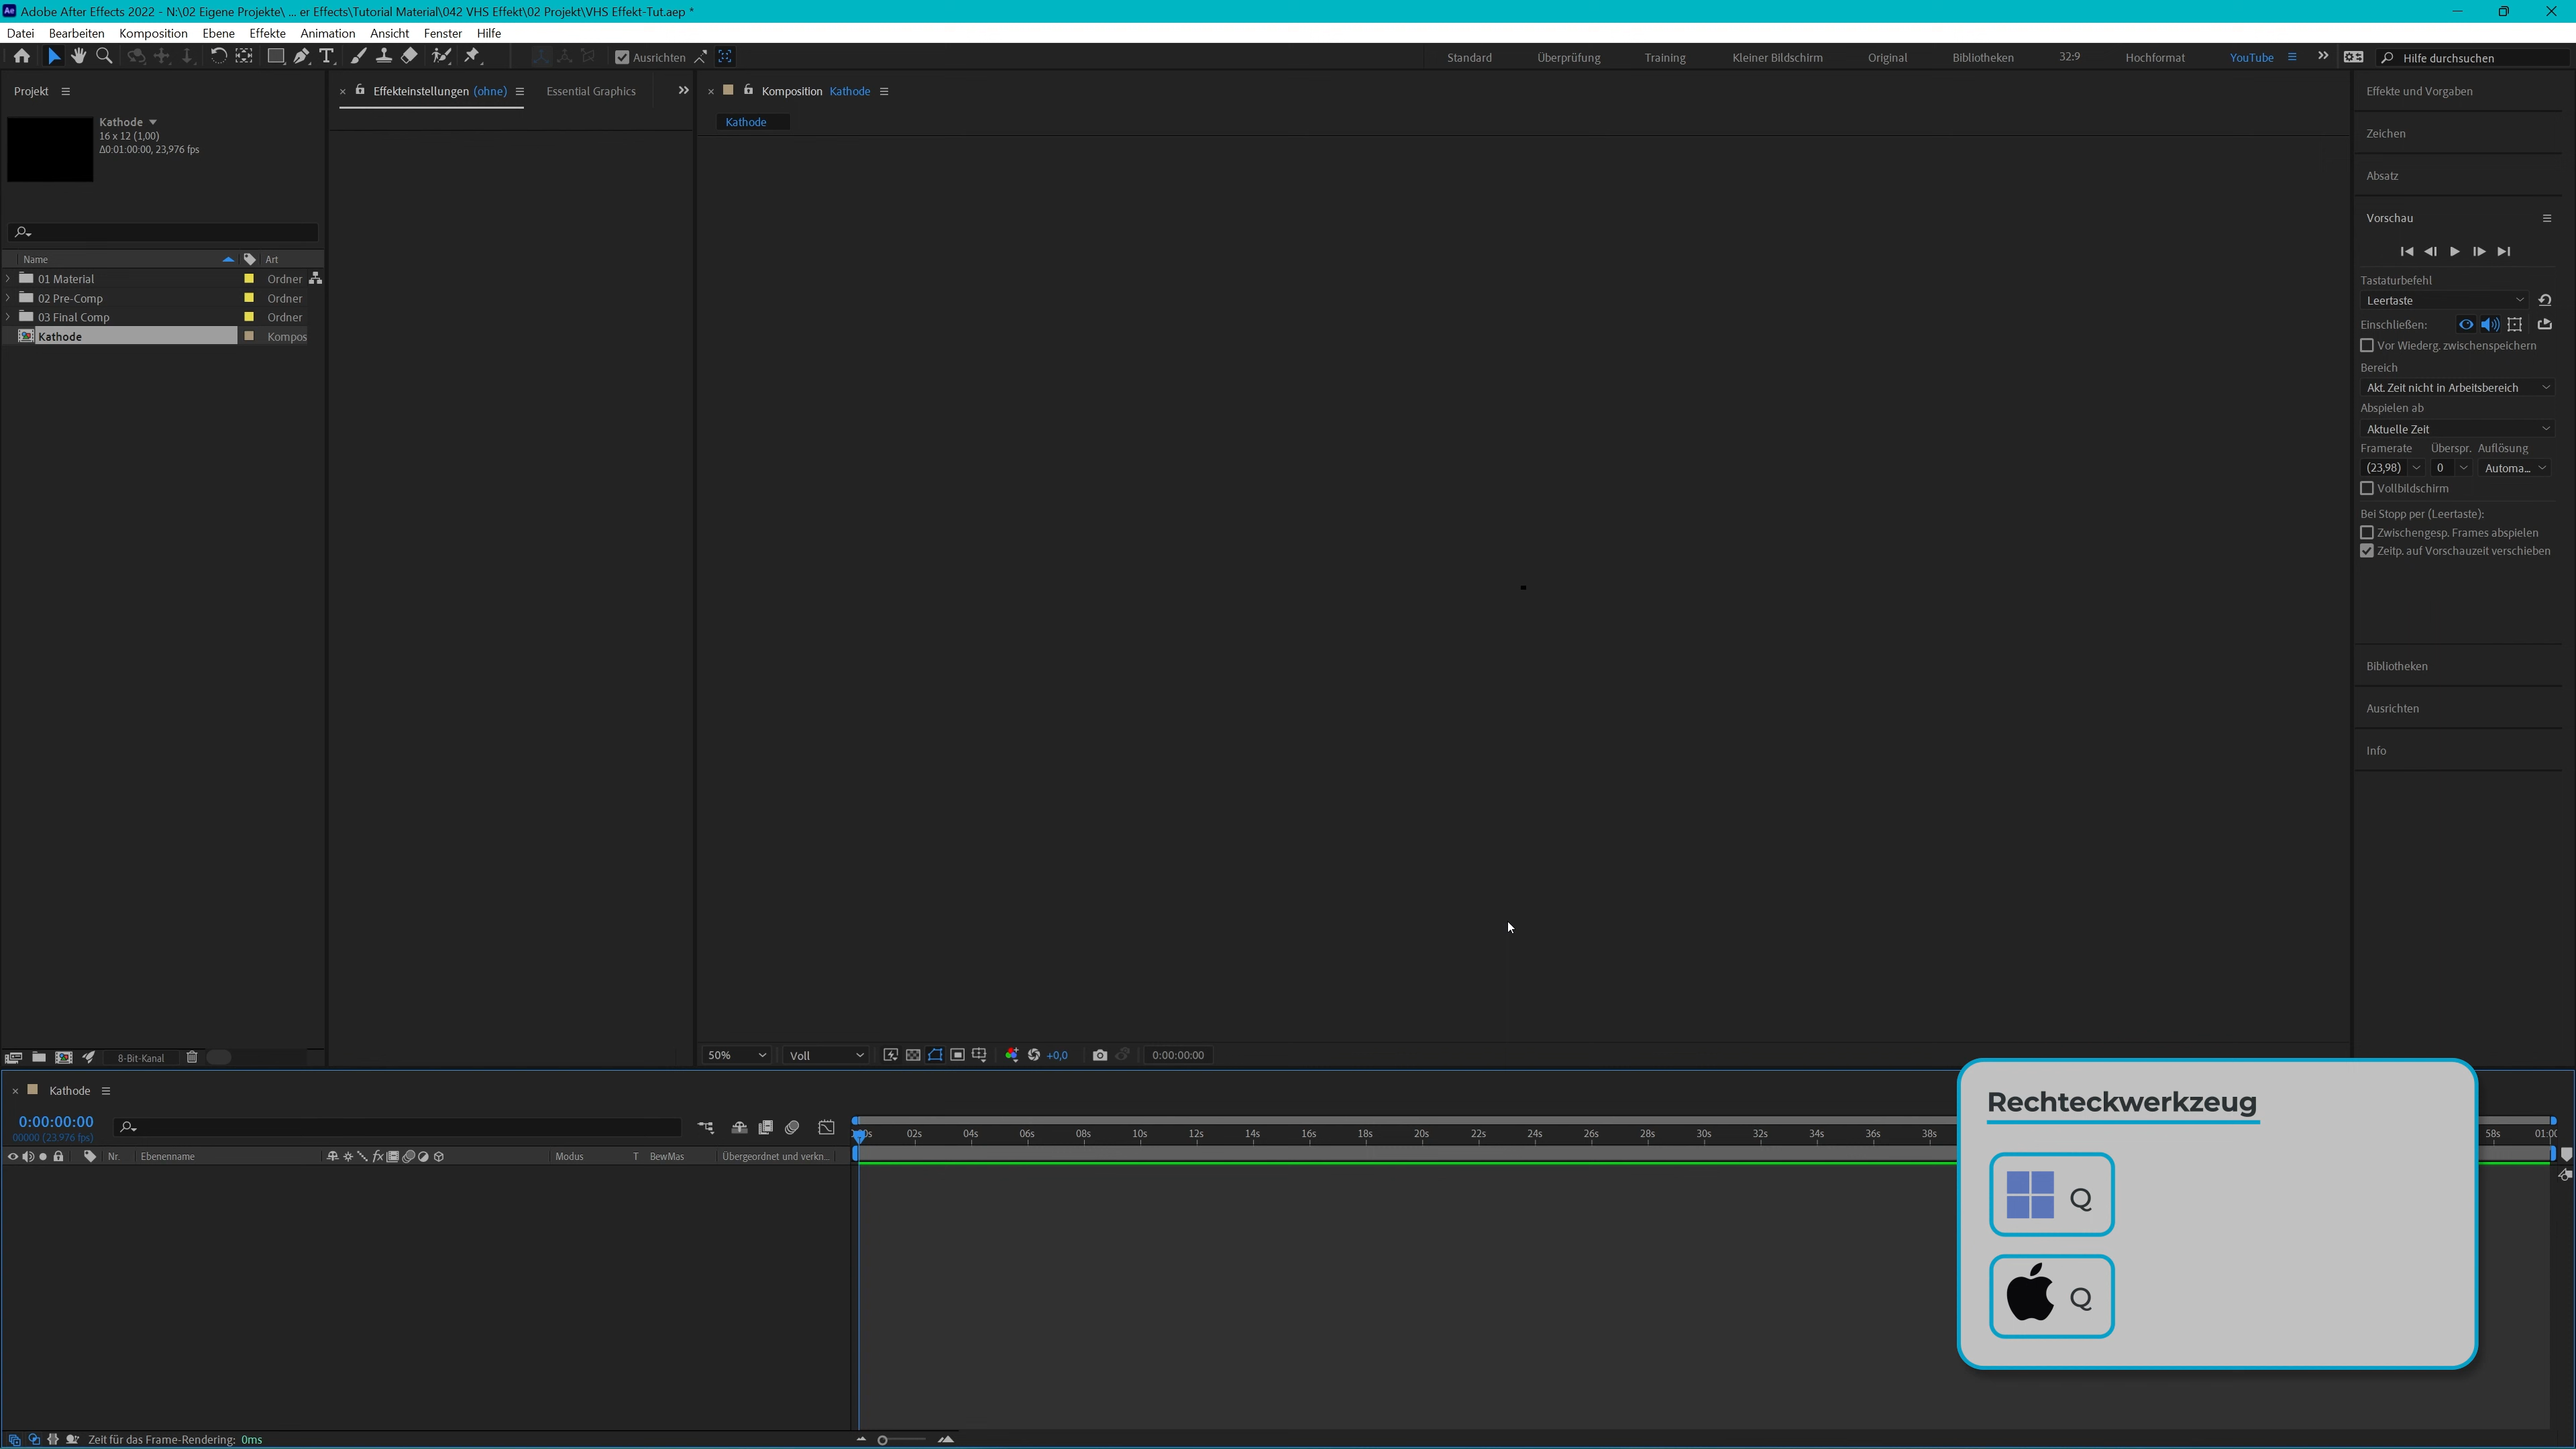 Adobe After Effects 2022 - N:\02 Eigene Projekte\ ... er Effects\Tutorial Material\042 VHS Effekt\02 Projekt\VHS Effekt-Tut.aep *
Datei Bearbeiten Komposition Ebene Effekte Animation Ansicht Fenster Hilfe
Ausrichten Standard Überprüfung Training Kleiner Bildschirm Original Bibliotheken 32:9 Hochformat YouTube Hilfe durchsuchen
Projekt
Kathode
16 x 12 (1,00)
Δ0:01:00:00, 23,976 fps
Name Art
01 Material Ordner
02 Pre-Comp Ordner
03 Final Comp Ordner
Kathode Kompos
8-Bit-Kanal
Effekteinstellungen (ohne) Essential Graphics
Komposition Kathode
Kathode
50% Voll +0,0 0:00:00:00
Effekte und Vorgaben
Zeichen
Absatz
Vorschau
Tastaturbefehl
Leertaste
Einschließen:
Vor Wiederg. zwischenspeichern
Bereich
Akt. Zeit nicht in Arbeitsbereich
Abspielen ab
Aktuelle Zeit
Framerate Überspr. Auflösung
(23,98) 0 Automa...
Vollbildschirm
Bei Stopp per (Leertaste):
Zwischengesp. Frames abspielen
Zeitp. auf Vorschauzeit verschieben
Bibliotheken
Ausrichten
Info
Kathode
0:00:00:00
00000 (23.976 fps)
02s 04s 06s 08s 10s 12s 14s 16s 18s 20s 22s 24s 26s 28s 30s 32s 34s 36s 38s 58s
Nr. Ebenenname Modus T BewMas Übergeordnet und verkn...
Rechteckwerkzeug
Q
Q
Zeit für das Frame-Rendering: 0ms